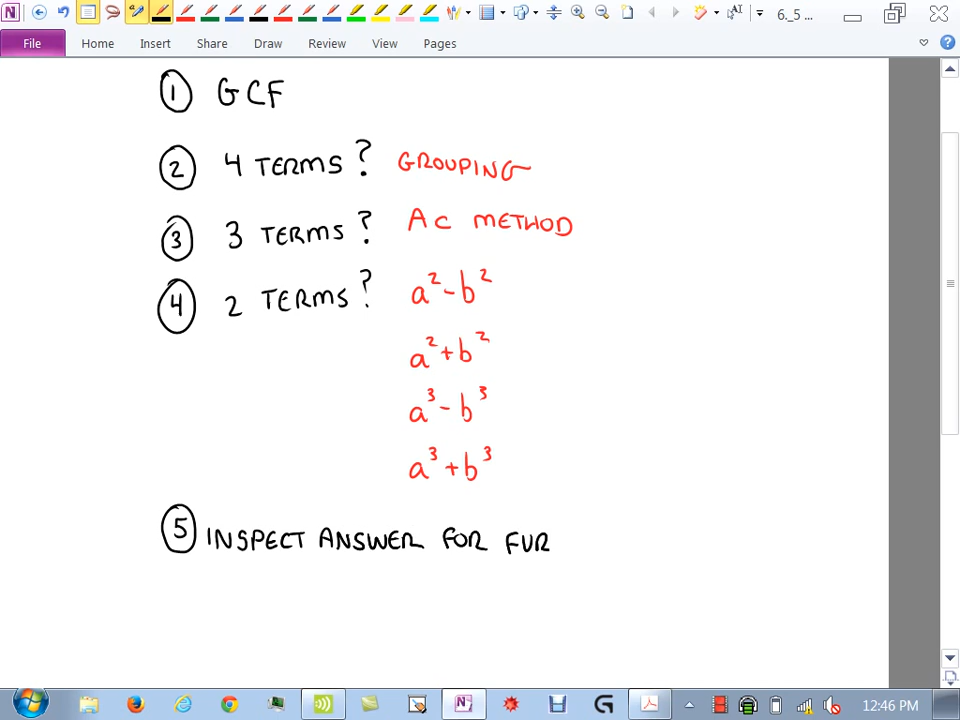 6._5 ...
File Home Insert Share Draw Review View Pages
① GCF
② 4 TERMS? GROUPING
③ 3 TERMS? AC METHOD
④ 2 TERMS? a²-b²
a²+b²
a³-b³
a³+b³
⑤ INSPECT ANSWER FOR FUR
12:46 PM